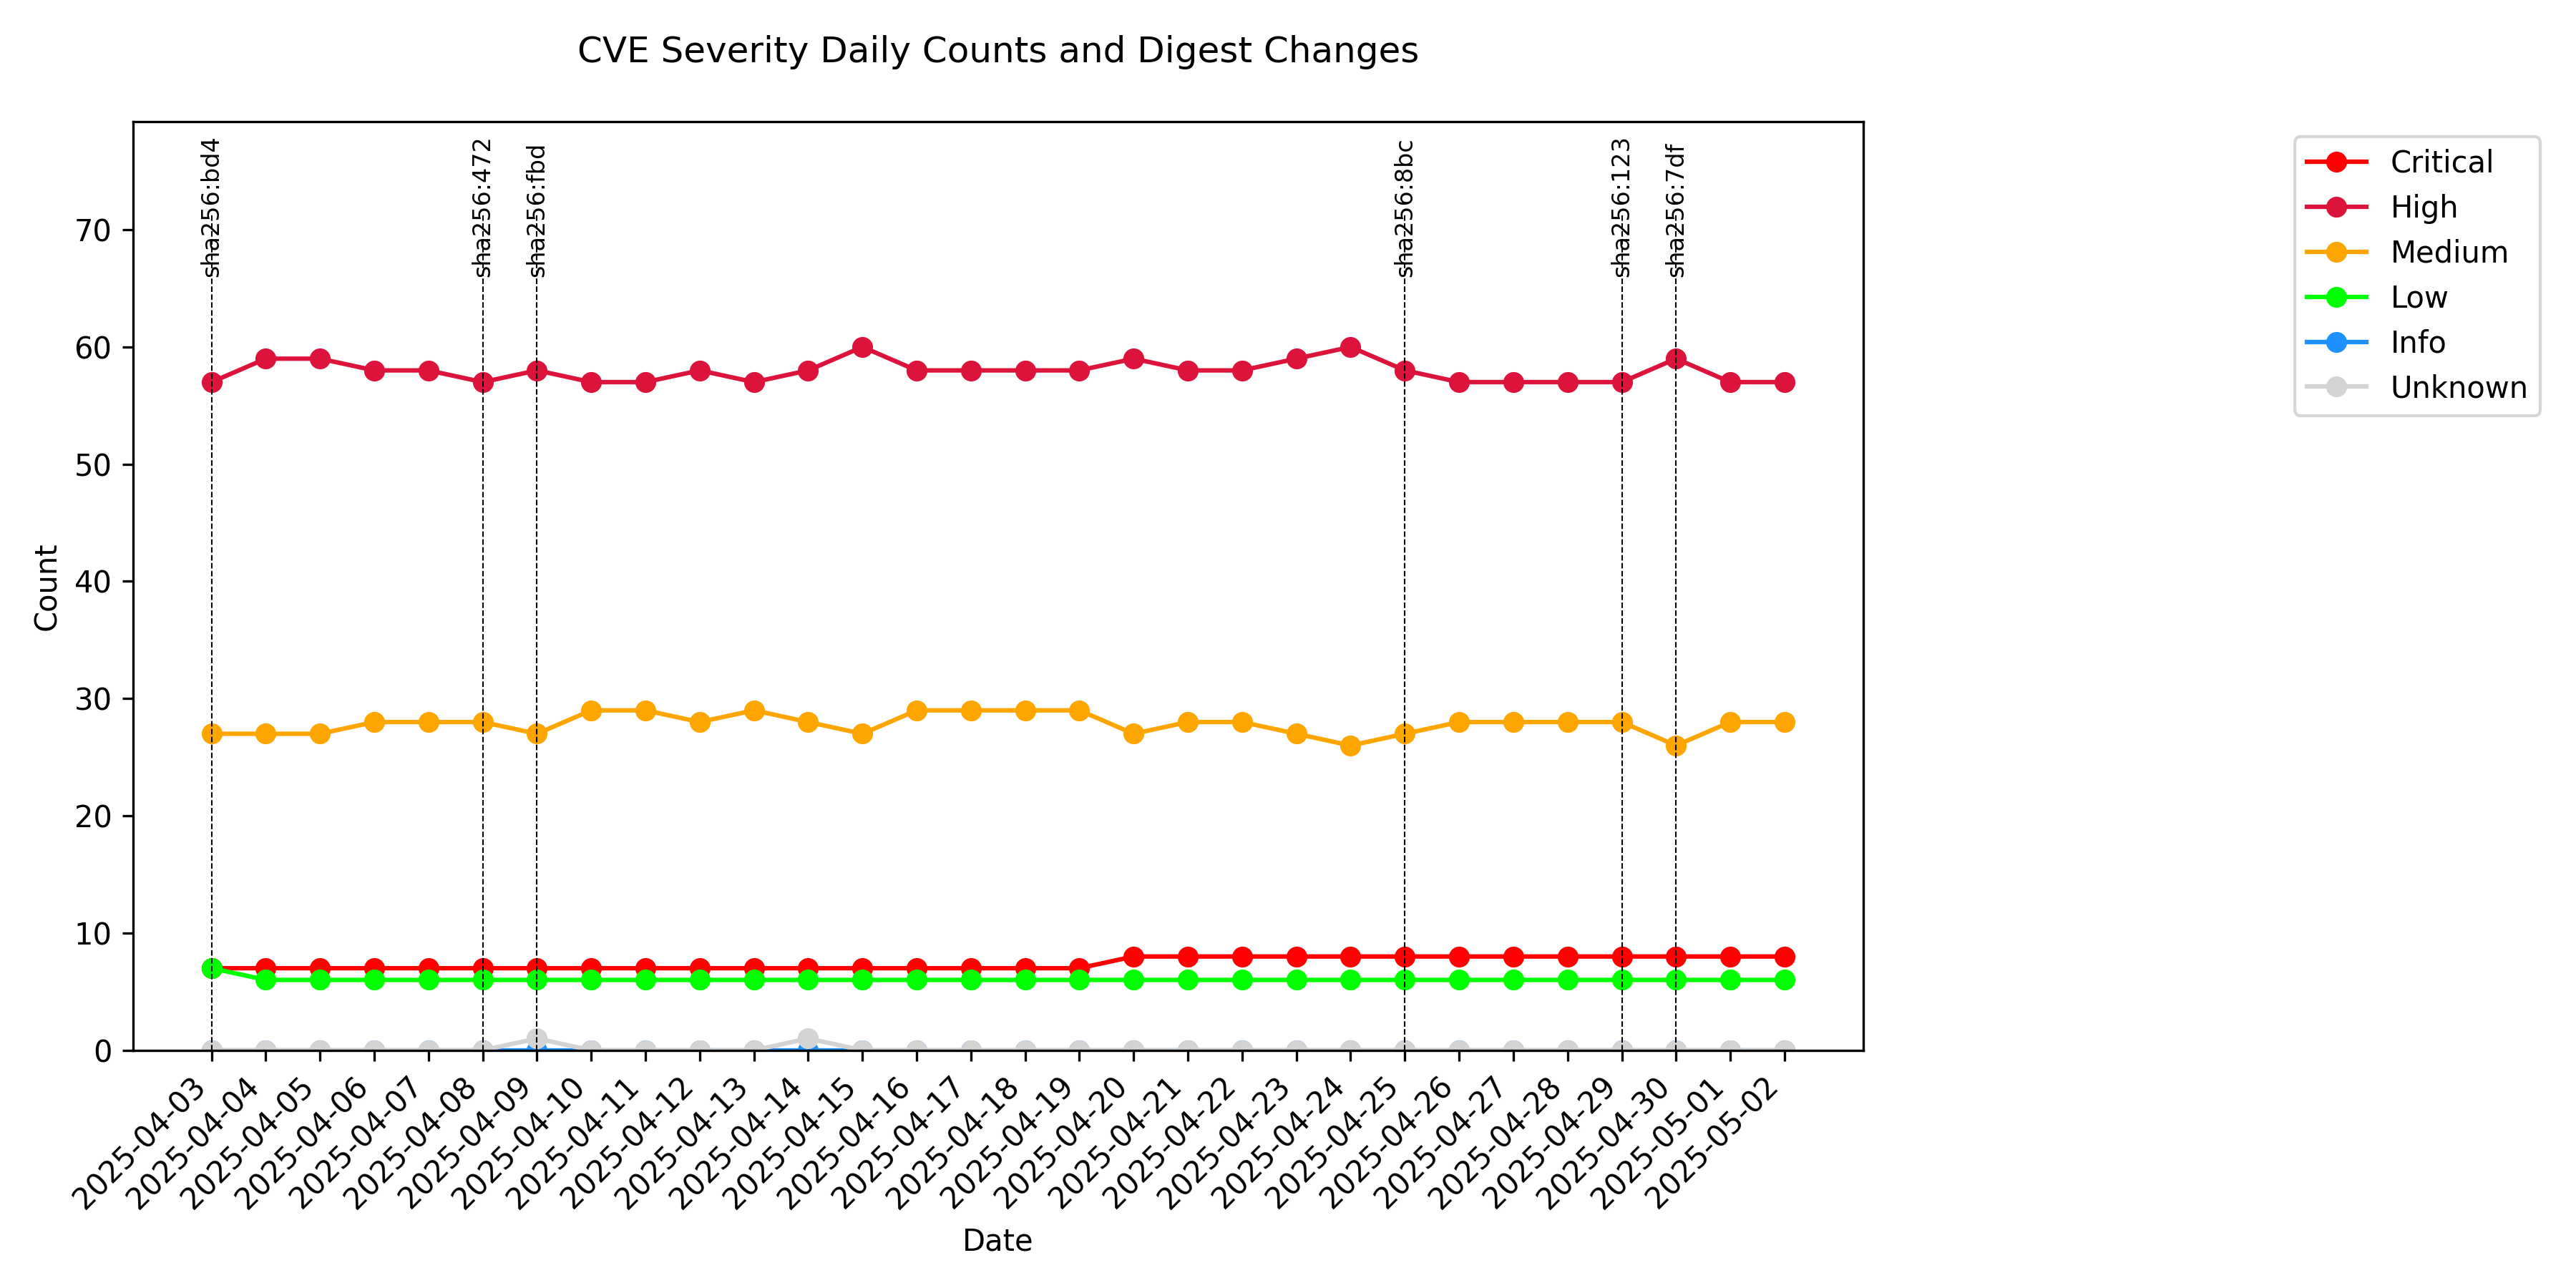 CVE Severity Daily Counts and Digest Changes
sha256:bd4
sha256:472
sha256:fbd
sha256:8bc
sha256:123
sha256:7df
Critical
High
Medium
Low
Info
Unknown
Count
70
60
50
40
30
20
10
0
2025-04-03
2025-04-04
2025-04-05
2025-04-06
2025-04-07
2025-04-08
2025-04-09
2025-04-10
2025-04-11
2025-04-12
2025-04-13
2025-04-14
2025-04-15
2025-04-16
2025-04-17
2025-04-18
2025-04-19
2025-04-20
2025-04-21
2025-04-22
2025-04-23
2025-04-24
2025-04-25
2025-04-26
2025-04-27
2025-04-28
2025-04-29
2025-04-30
2025-05-01
2025-05-02
Date